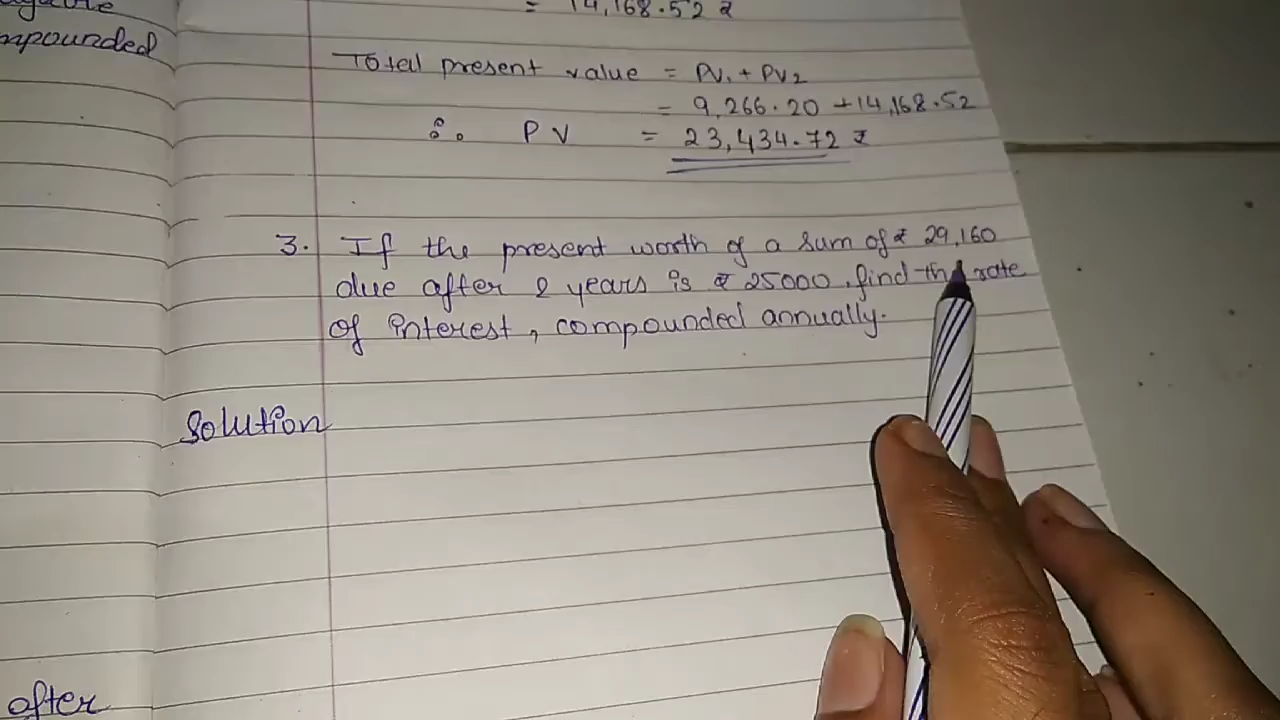 mpounded
= 14,168.52 ₹
Total present value = PV₁ + PV₂
= 9,266.20 + 14,168.52
∴ PV = 23,434.72 ₹
3. If the present worth of a sum of ₹ 29,160
due after 2 years is ₹ 25000, find the rate
of interest, compounded annually.
Solution
after